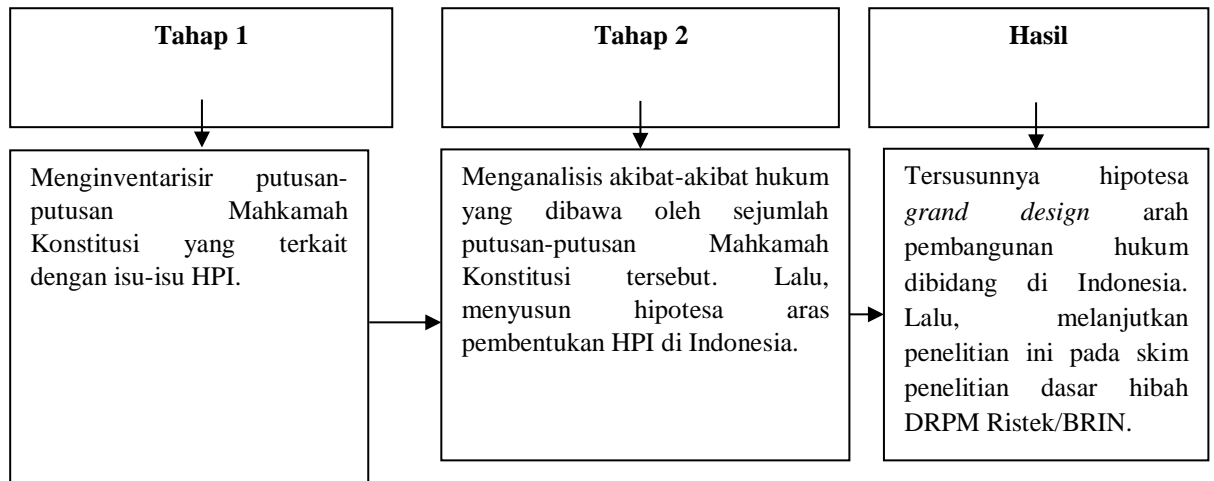 Tahap 1
Menginventarisir putusan-
putusan Mahkamah
Konstitusi yang terkait
dengan isu-isu HPI.
Tahap 2
Menganalisis akibat-akibat hukum
yang dibawa oleh sejumlah
putusan-putusan Mahkamah
Konstitusi tersebut. Lalu,
menyusun hipotesa aras
pembentukan HPI di Indonesia.
Hasil
Tersusunnya hipotesa
grand design arah
pembangunan hukum
dibidang di Indonesia.
Lalu, melanjutkan
penelitian ini pada skim
penelitian dasar hibah
DRPM Ristek/BRIN.